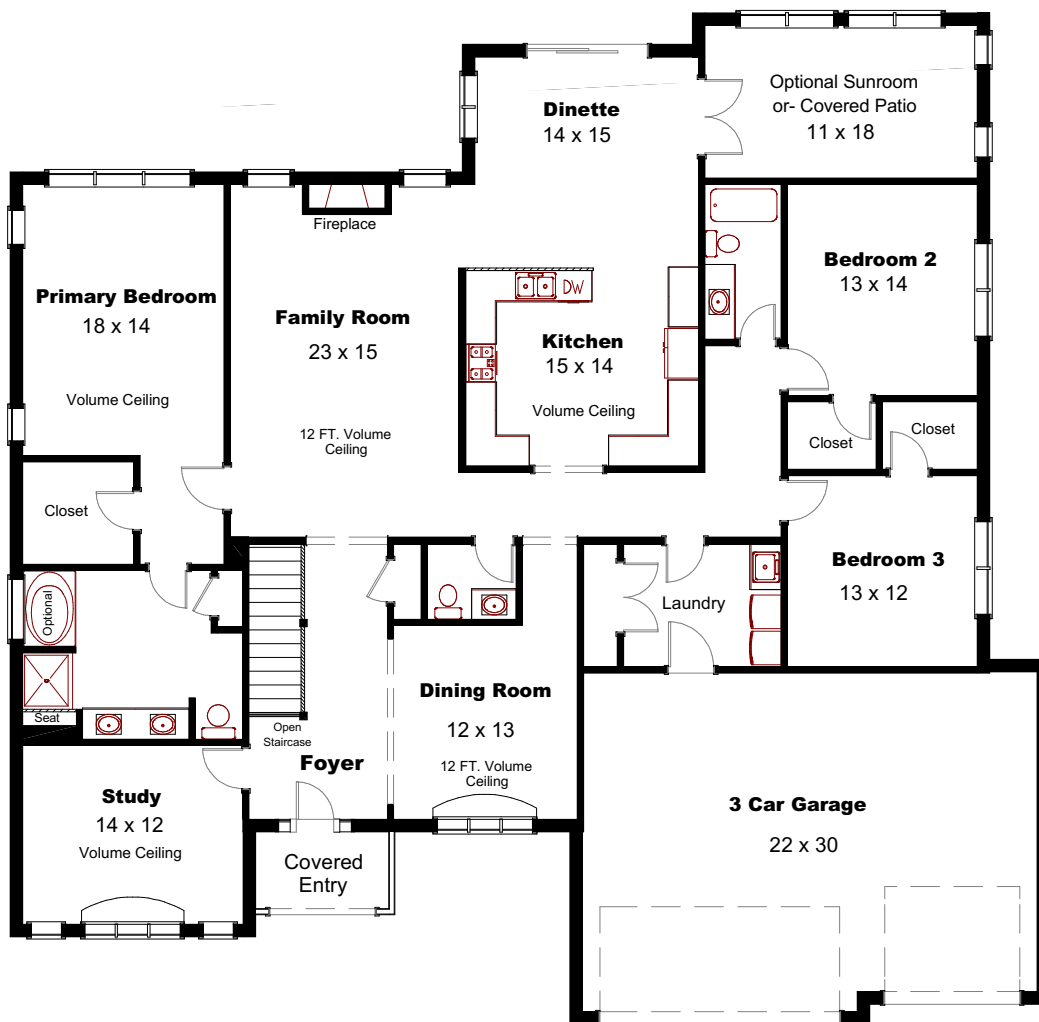 Optional Sunroom
or- Covered Patio
11 x 18
Dinette
14 x 15
Fireplace
Primary Bedroom
18 x 14
Volume Ceiling
Family Room
23 x 15
12 FT. Volume
Ceiling
DW
Kitchen
15 x 14
Volume Ceiling
Bedroom 2
13 x 14
Closet
Closet
Closet
Bedroom 3
13 x 12
Laundry
Optional
Seat
Open
Staircase
Foyer
Dining Room
12 x 13
12 FT. Volume
Ceiling
Study
14 x 12
Volume Ceiling
Covered
Entry
3 Car Garage
22 x 30